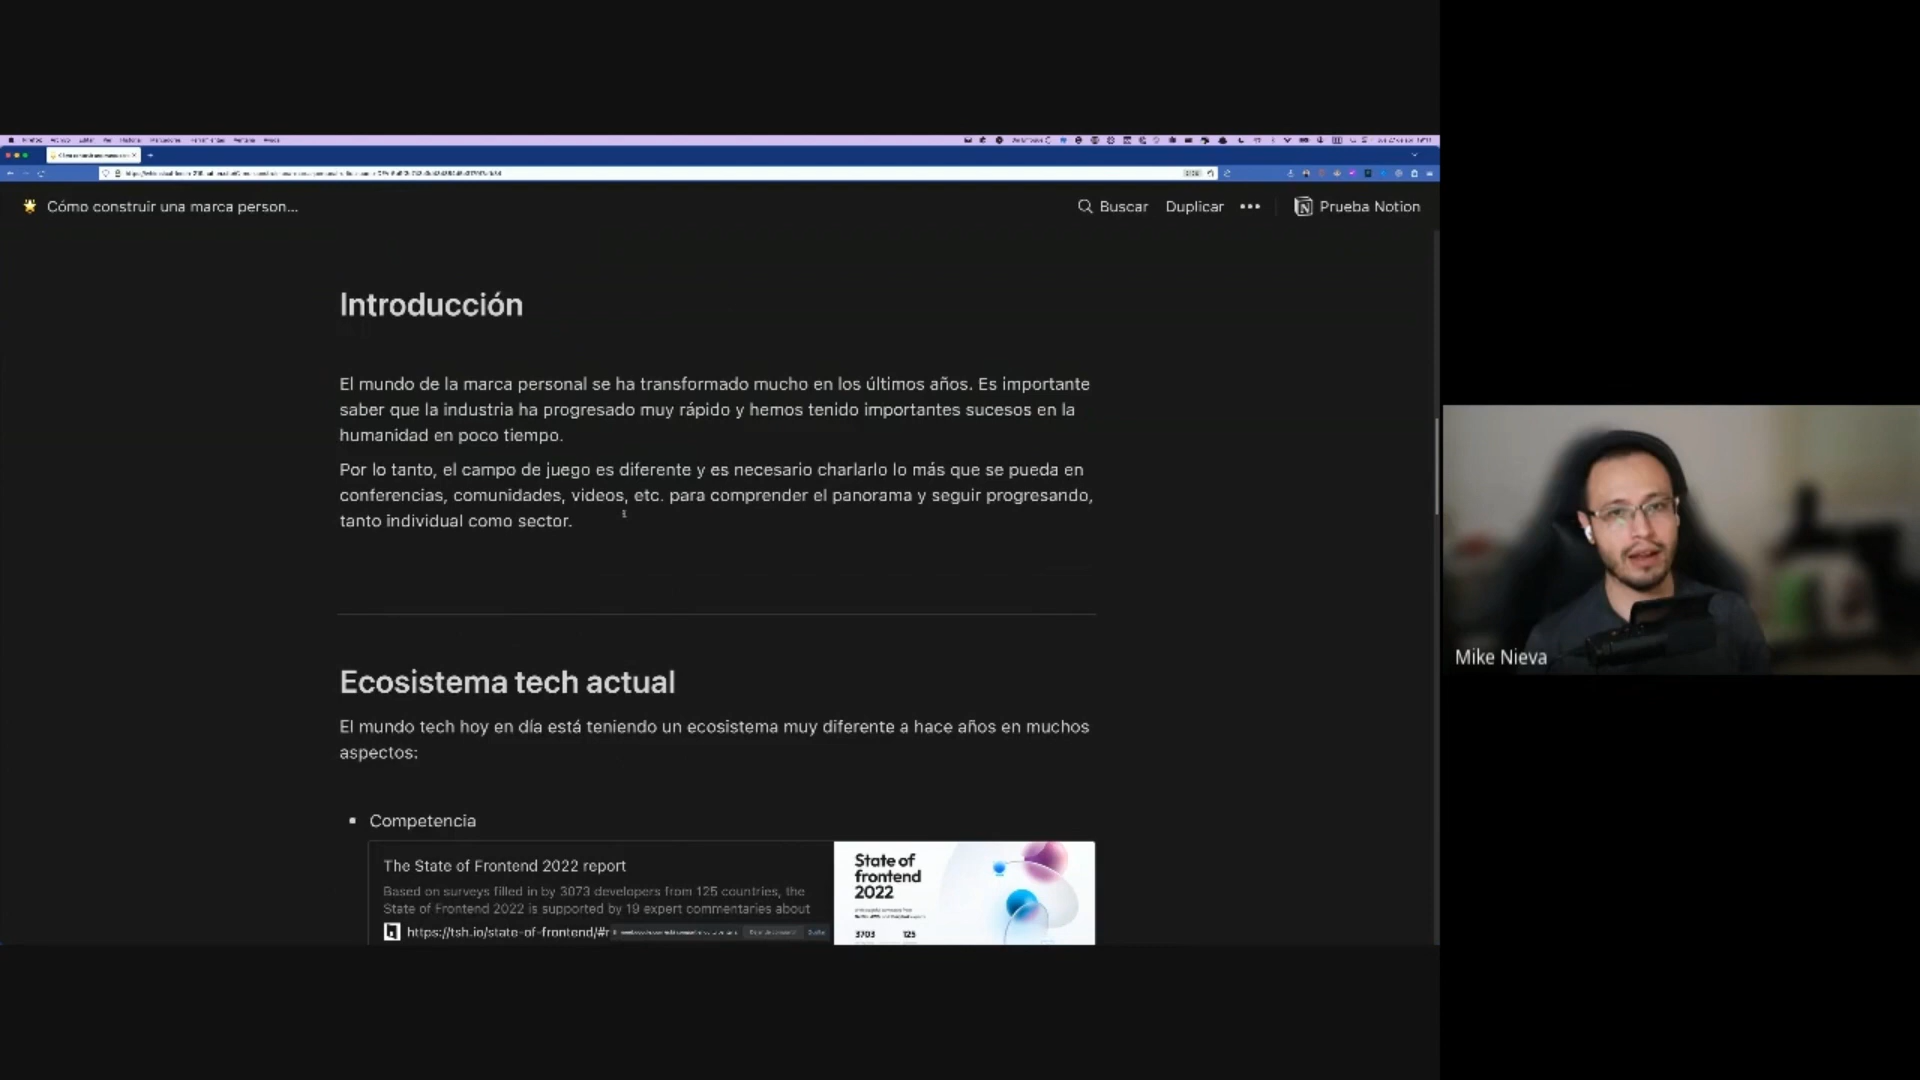 Cómo construir una marca person...
Buscar Duplicar ••• Prueba Notion
Introducción
El mundo de la marca personal se ha transformado mucho en los últimos años. Es importante
saber que la industria ha progresado muy rápido y hemos tenido importantes sucesos en la
humanidad en poco tiempo.
Por lo tanto, el campo de juego es diferente y es necesario charlarlo lo más que se pueda en
conferencias, comunidades, videos, etc. para comprender el panorama y seguir progresando,
tanto individual como sector.
Ecosistema tech actual
El mundo tech hoy en día está teniendo un ecosistema muy diferente a hace años en muchos
aspectos:
• Competencia
The State of Frontend 2022 report
Based on surveys filled in by 3073 developers from 125 countries, the
State of Frontend 2022 is supported by 19 expert commentaries about
https://tsh.io/state-of-frontend/#r
State of
frontend
2022
3703 125
Mike Nieva